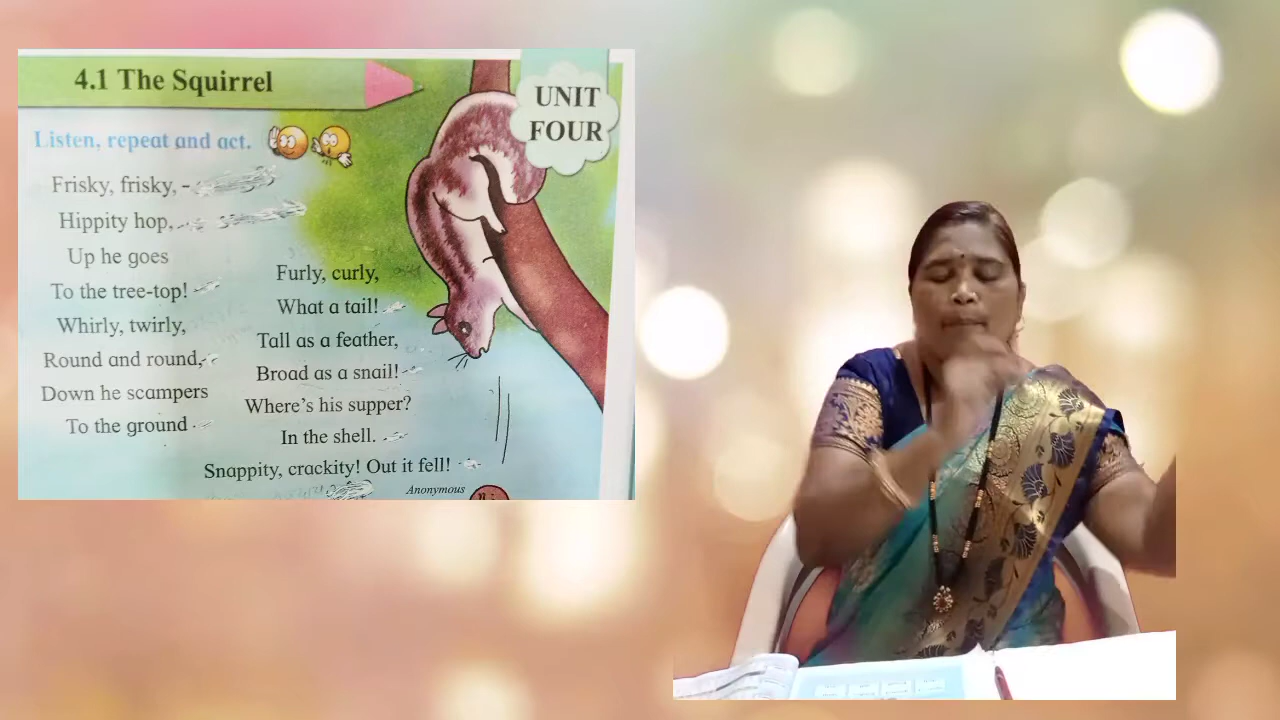 4.1 The Squirrel
UNIT
FOUR
Listen, repeat and act.
Frisky, frisky, -
Hippity hop,
Up he goes
To the tree-top!
Whirly, twirly,
Round and round,
Down he scampers
To the ground
Furly, curly,
What a tail!
Tall as a feather,
Broad as a snail!
Where's his supper?
In the shell.
Snappity, crackity! Out it fell!
Anonymous